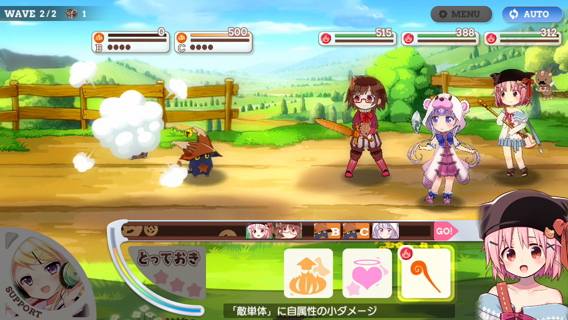 WAVE 2/2 1
MENU
AUTO
0
B
500
C
515
388
312
B C GO!
とっておき
SUPPORT
「敵単体」に自属性の小ダメージ